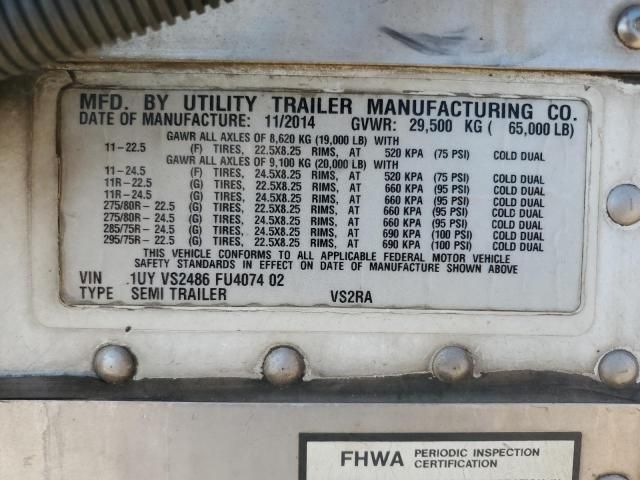 MFD. BY UTILITY TRAILER MANUFACTURING CO.
DATE OF MANUFACTURE: 11/2014 GVWR: 29,500 KG ( 65,000 LB)
GAWR ALL AXLES OF 8,620 KG (19,000 LB) WITH
11-22.5 (F) TIRES, 22.5X8.25 RIMS, AT 520 KPA (75 PSI) COLD DUAL
GAWR ALL AXLES OF 9,100 KG (20,000 LB) WITH
11-24.5 (F) TIRES, 24.5X8.25 RIMS, AT 520 KPA (75 PSI) COLD DUAL
11R-22.5 (G) TIRES, 22.5X8.25 RIMS, AT 660 KPA (95 PSI) COLD DUAL
11R-24.5 (G) TIRES, 24.5X8.25 RIMS, AT 660 KPA (95 PSI) COLD DUAL
275/80R-22.5 (G) TIRES, 22.5X8.25 RIMS, AT 660 KPA (95 PSI) COLD DUAL
275/80R-24.5 (G) TIRES, 24.5X8.25 RIMS, AT 660 KPA (95 PSI) COLD DUAL
285/75R-24.5 (G) TIRES, 24.5X8.25 RIMS, AT 690 KPA (100 PSI) COLD DUAL
295/75R-22.5 (G) TIRES, 22.5X8.25 RIMS, AT 690 KPA (100 PSI) COLD DUAL
THIS VEHICLE CONFORMS TO ALL APPLICABLE FEDERAL MOTOR VEHICLE
SAFETY STANDARDS IN EFFECT ON DATE OF MANUFACTURE SHOWN ABOVE
VIN 1UY VS2486 FU4074 02
TYPE SEMI TRAILER VS2RA
FHWA PERIODIC INSPECTION
CERTIFICATION